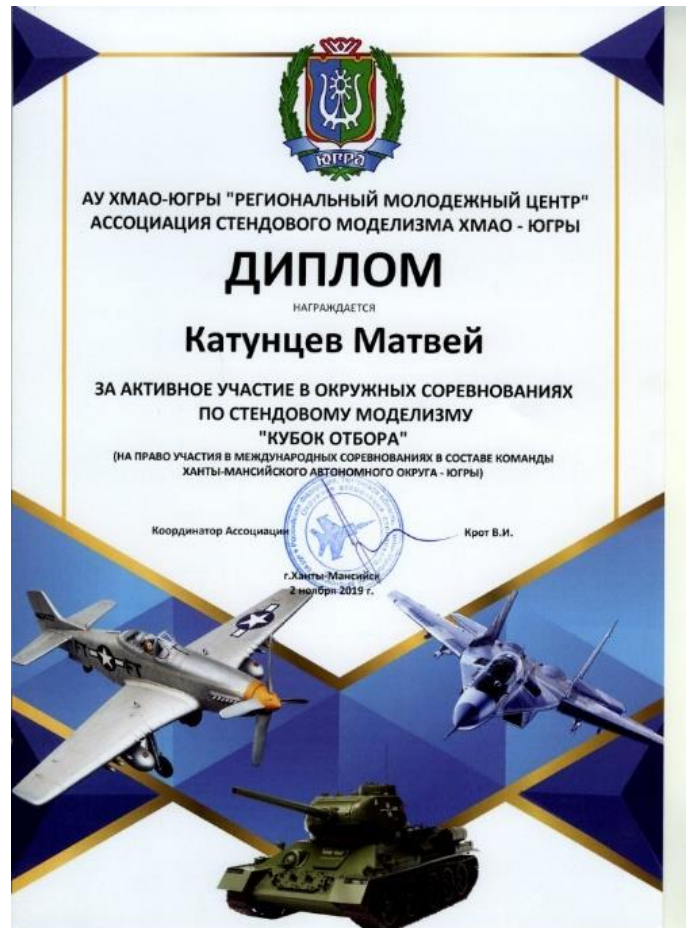 ЮГРА
АУ ХМАО-ЮГРЫ "РЕГИОНАЛЬНЫЙ МОЛОДЕЖНЫЙ ЦЕНТР"
АССОЦИАЦИЯ СТЕНДОВОГО МОДЕЛИЗМА ХМАО - ЮГРЫ
ДИПЛОМ
НАГРАЖДАЕТСЯ
Катунцев Матвей
ЗА АКТИВНОЕ УЧАСТИЕ В ОКРУЖНЫХ СОРЕВНОВАНИЯХ
ПО СТЕНДОВОМУ МОДЕЛИЗМУ
"КУБОК ОТБОРА"
(НА ПРАВО УЧАСТИЯ В МЕЖДУНАРОДНЫХ СОРЕВНОВАНИЯХ В СОСТАВЕ КОМАНДЫ
ХАНТЫ-МАНСИЙСКОГО АВТОНОМНОГО ОКРУГА - ЮГРЫ)
Координатор Ассоциации Крот В.И.
г.Ханты-Мансийск
2 ноября 2019 г.
FT FT